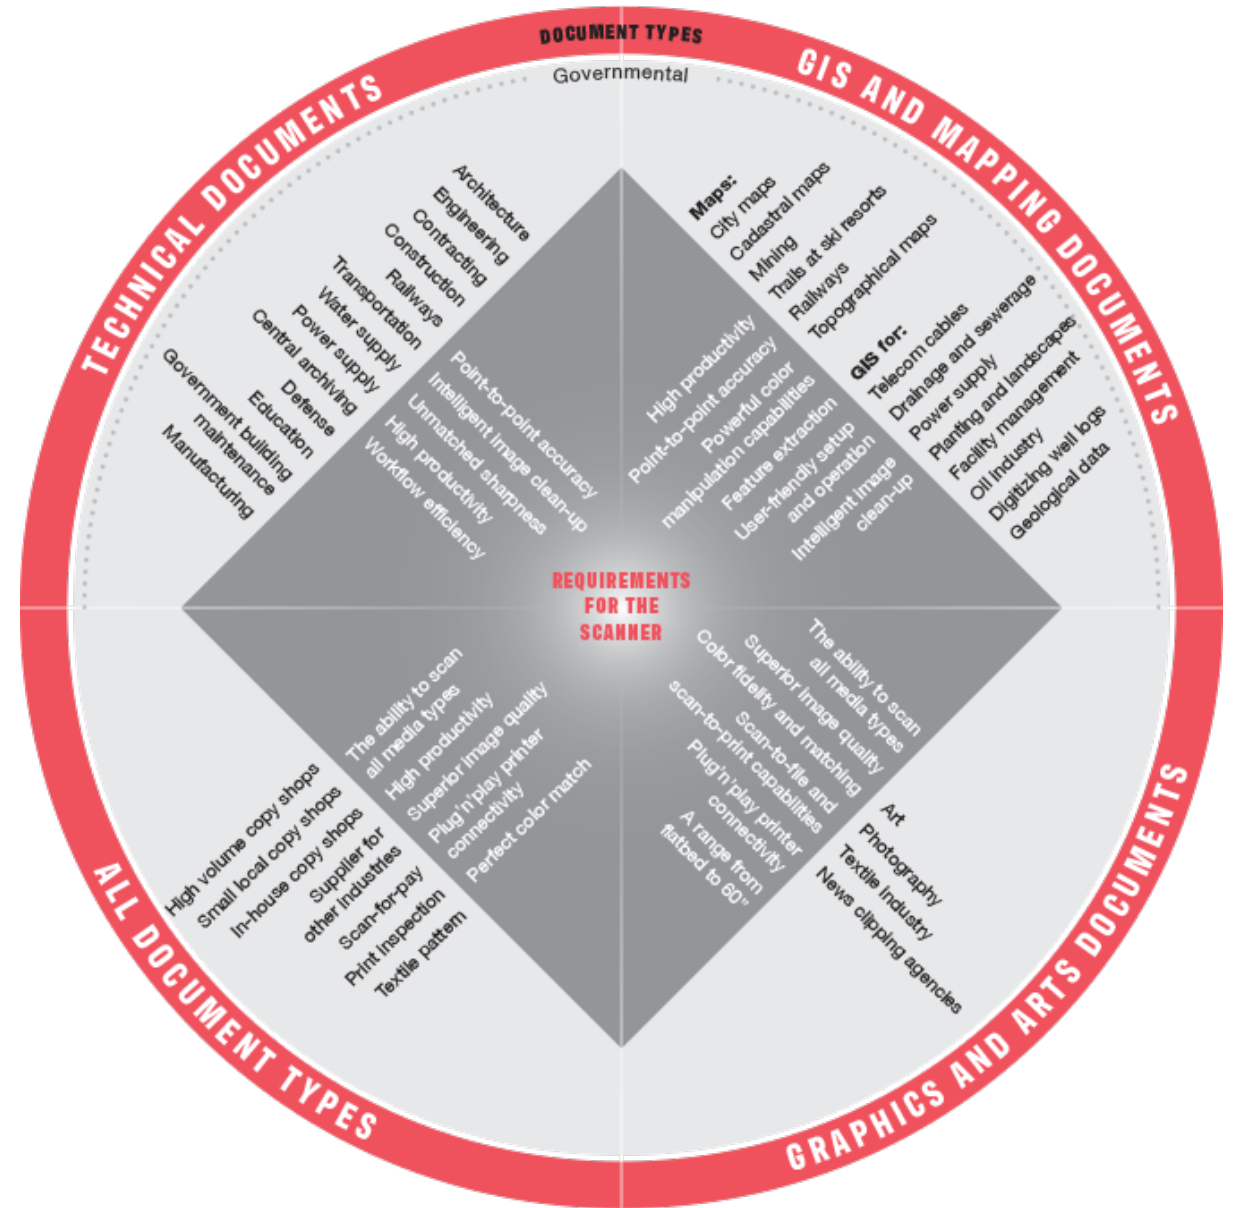 DOCUMENT TYPES
Governmental
TECHNICAL DOCUMENTS
Architecture
Engineering
Contracting
Construction
Railways
Transportation
Water supply
Power supply
Central archiving
Defense
Education
Government building
maintenance
Manufacturing
Point-to-point accuracy
Intelligent image clean-up
Unmatched sharpness
High productivity
Workflow efficiency
GIS AND MAPPING DOCUMENTS
Maps:
City maps
Cadastral maps
Mining
Trails at ski resorts
Railways
Topographical maps
GIS for:
Telecom cables
Drainage and sewerage
Power supply
Planting and landscapes
Facility management
Oil industry
Digitizing well logs
Geological data
High productivity
Point-to-point accuracy
Powerful color
manipulation capabilities
Feature extraction
User-friendly setup
and operation
Intelligent image
clean-up
REQUIREMENTS
FOR THE
SCANNER
ALL DOCUMENT TYPES
High volume copy shops
Small local copy shops
In-house copy shops
Supplier for
other industries
Scan-for-pay
Print inspection
Textile pattern
The ability to scan
all media types
High productivity
Superior image quality
Plug'n'play printer
connectivity
Perfect color match
GRAPHICS AND ARTS DOCUMENTS
The ability to scan
all media types
Superior image quality
Color fidelity and matching
Scan-to-file and
scan-to-print capabilities
Plug'n'play printer
connectivity
A range from
flatbed to 60"
Art
Photography
Textile industry
News clipping agencies